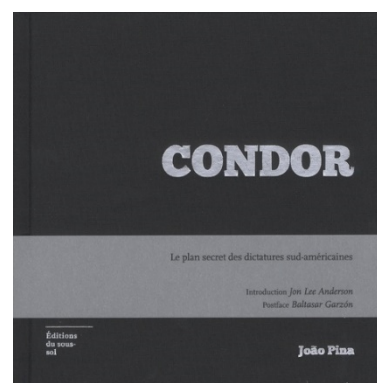 CONDOR
Le plan secret des dictatures sud-américaines
Introduction Jon Lee Anderson
Postface Baltasar Garzón
Éditions
du sous-
sol
João Pina